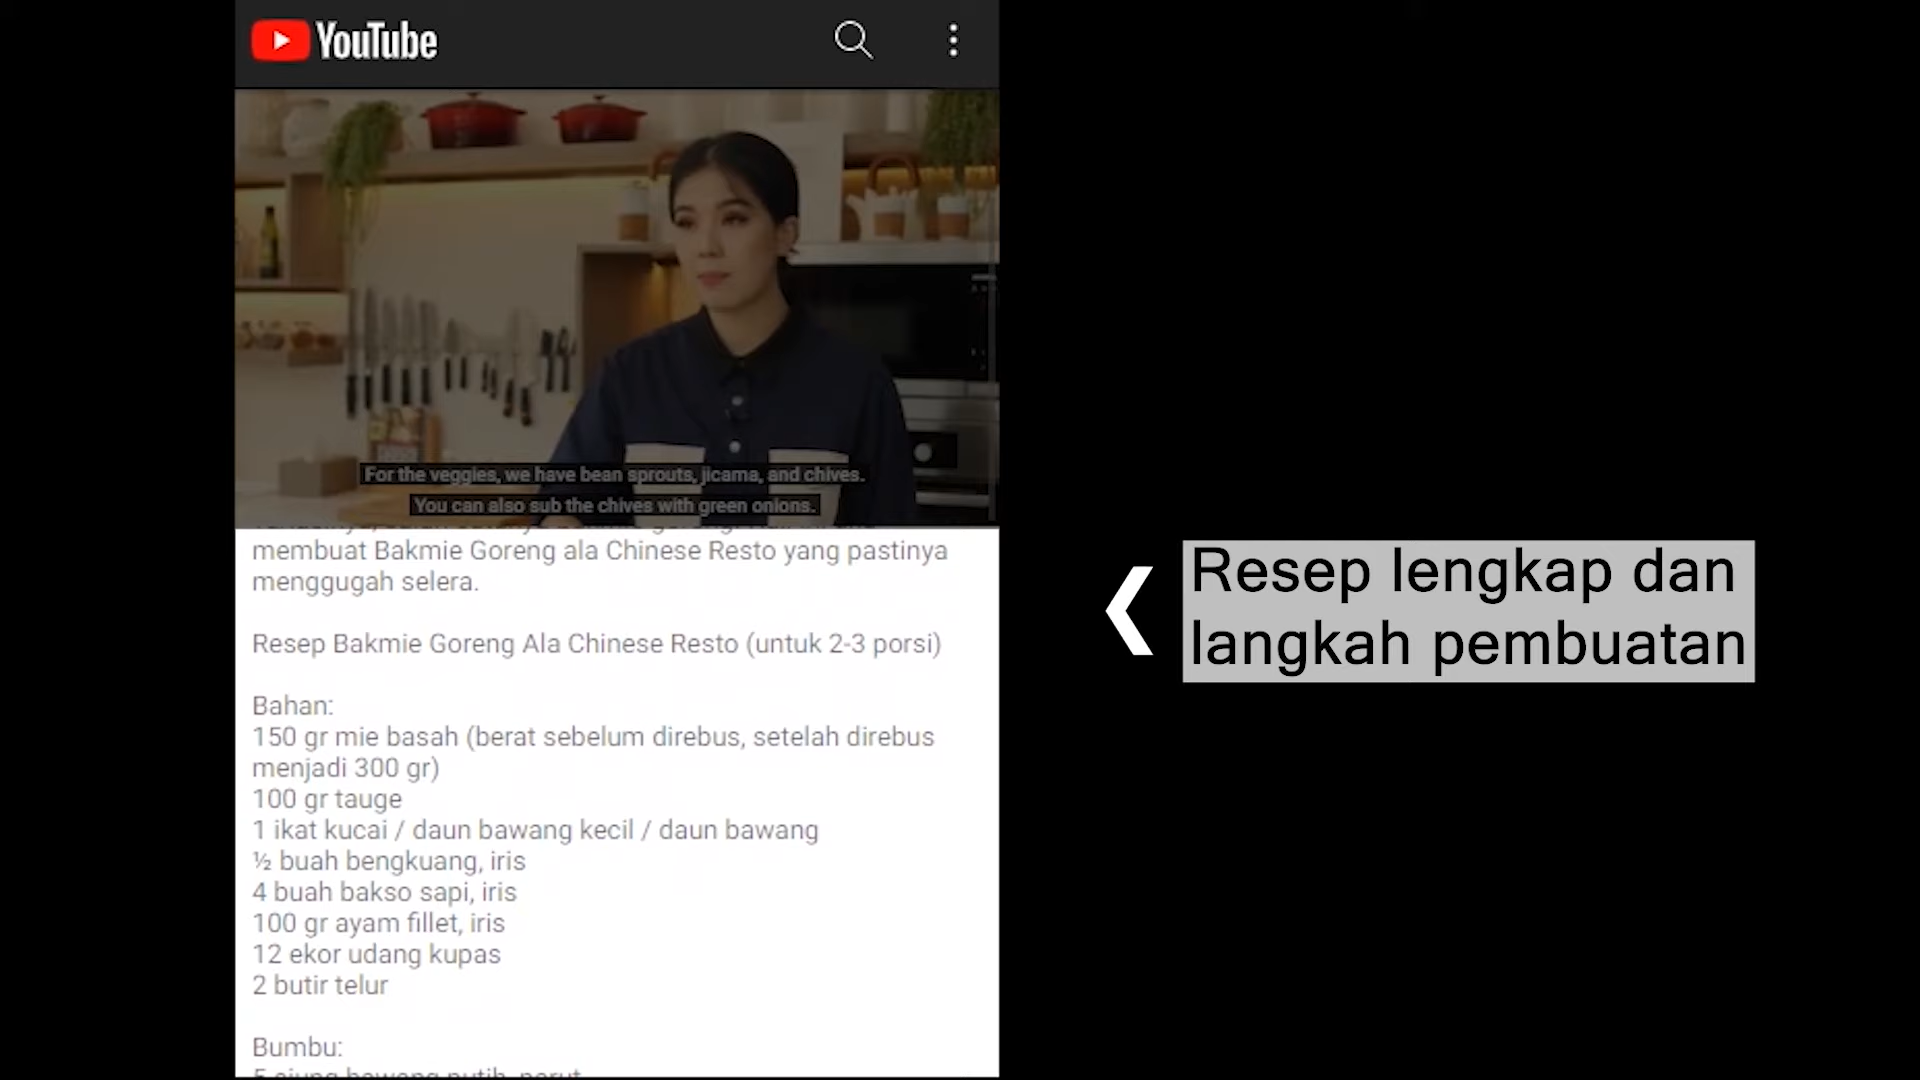 YouTube
For the veggies, we have bean sprouts, jicama, and chives.
You can also sub the chives with green onions.
membuat Bakmie Goreng ala Chinese Resto yang pastinya
menggugah selera.
Resep Bakmie Goreng Ala Chinese Resto (untuk 2-3 porsi)
Bahan:
150 gr mie basah (berat sebelum direbus, setelah direbus
menjadi 300 gr)
100 gr tauge
1 ikat kucai / daun bawang kecil / daun bawang
½ buah bengkuang, iris
4 buah bakso sapi, iris
100 gr ayam fillet, iris
12 ekor udang kupas
2 butir telur
Bumbu:
Resep lengkap dan
langkah pembuatan